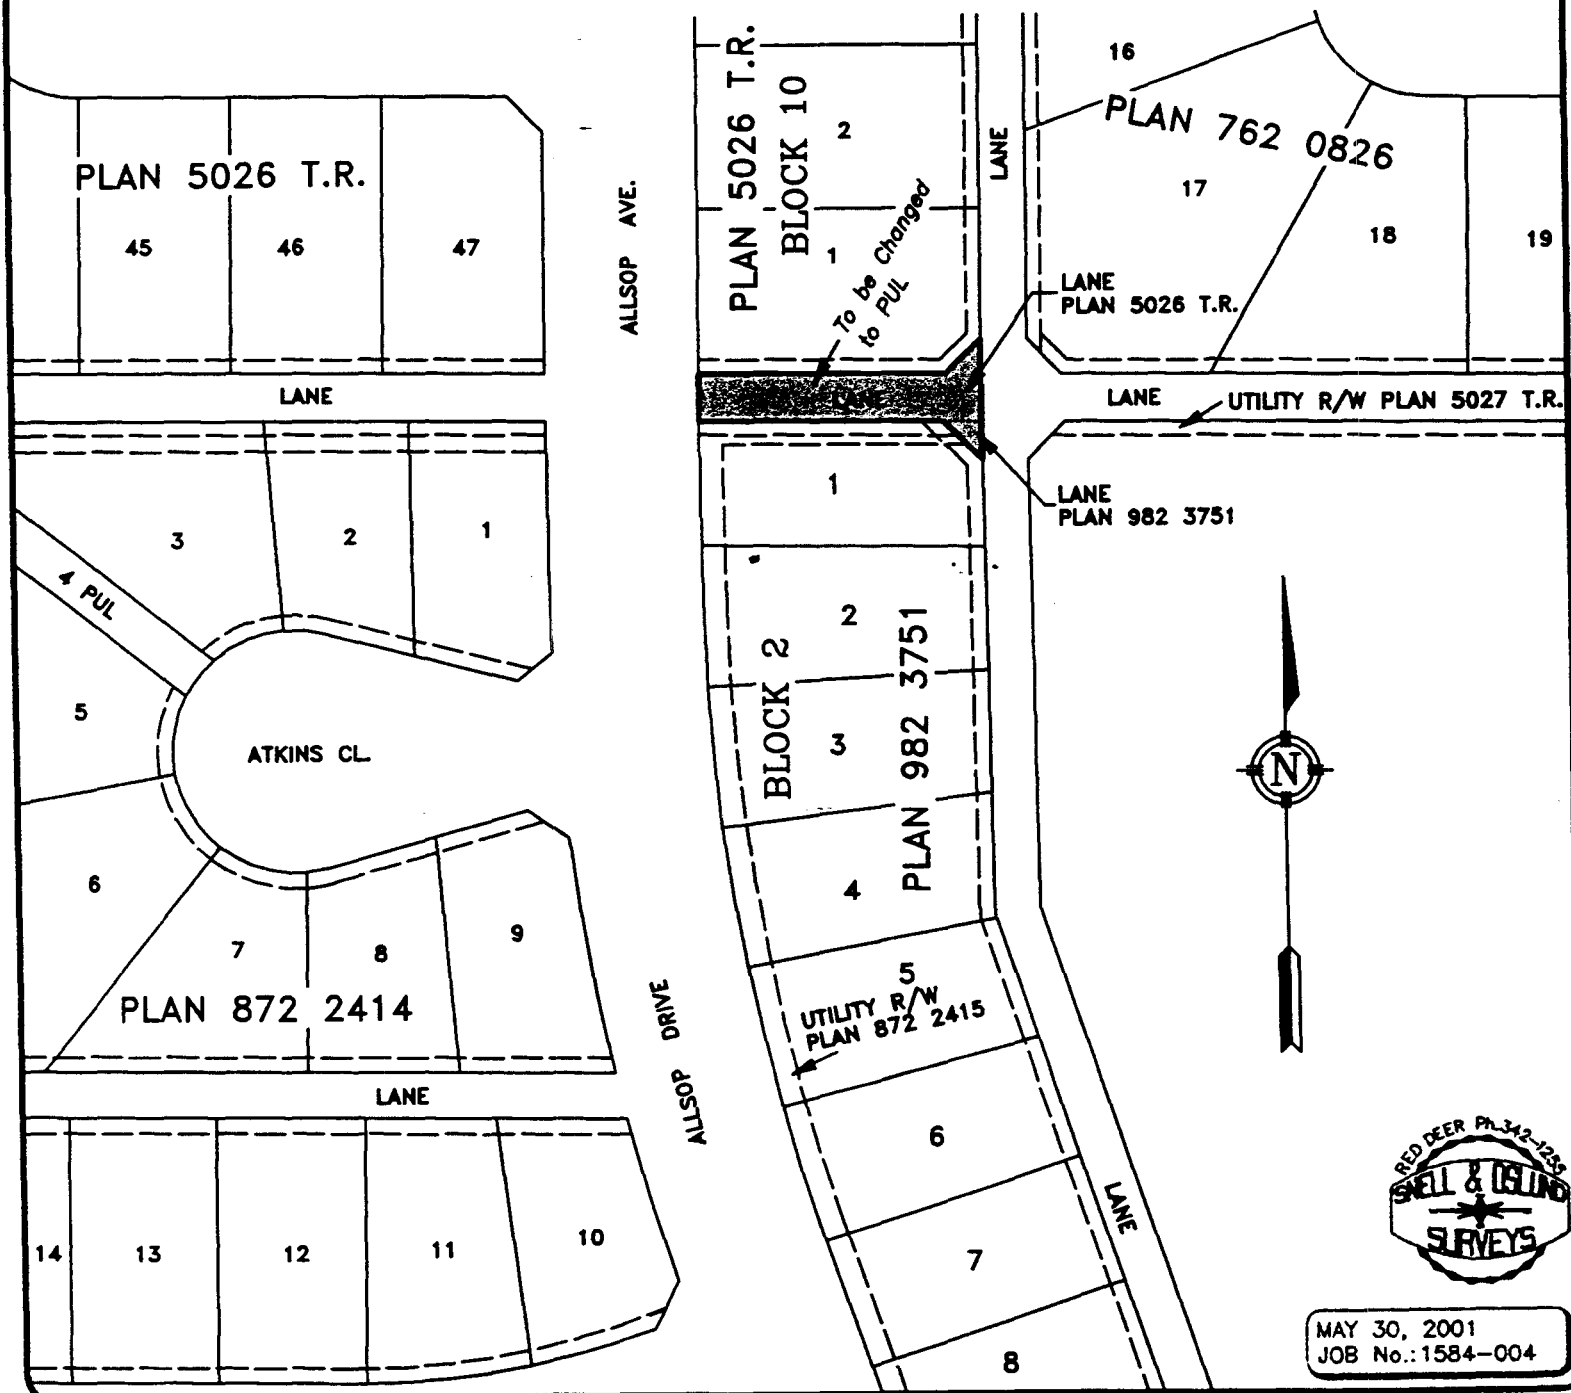 16
PLAN 762 0826
17
18
19
PLAN 5026 T.R.
45
46
47
ALLSOP AVE.
PLAN 5026 T.R.
BLOCK 10
2
1
To be Changed
to PUL
LANE
LANE
PLAN 5026 T.R.
LANE
LANE
LANE
UTILITY R/W PLAN 5027 T.R.
LANE
PLAN 982 3751
3
2
1
4 PUL
5
ATKINS CL.
6
7
8
9
PLAN 872 2414
LANE
14
13
12
11
10
ALLSOP DRIVE
1
2
BLOCK 2
PLAN 982 3751
3
4
5
UTILITY R/W
PLAN 872 2415
6
7
8
LANE
N
RED DEER Ph.342-1255
SNELL & OSLUND
SURVEYS
MAY 30, 2001
JOB No.:1584-004